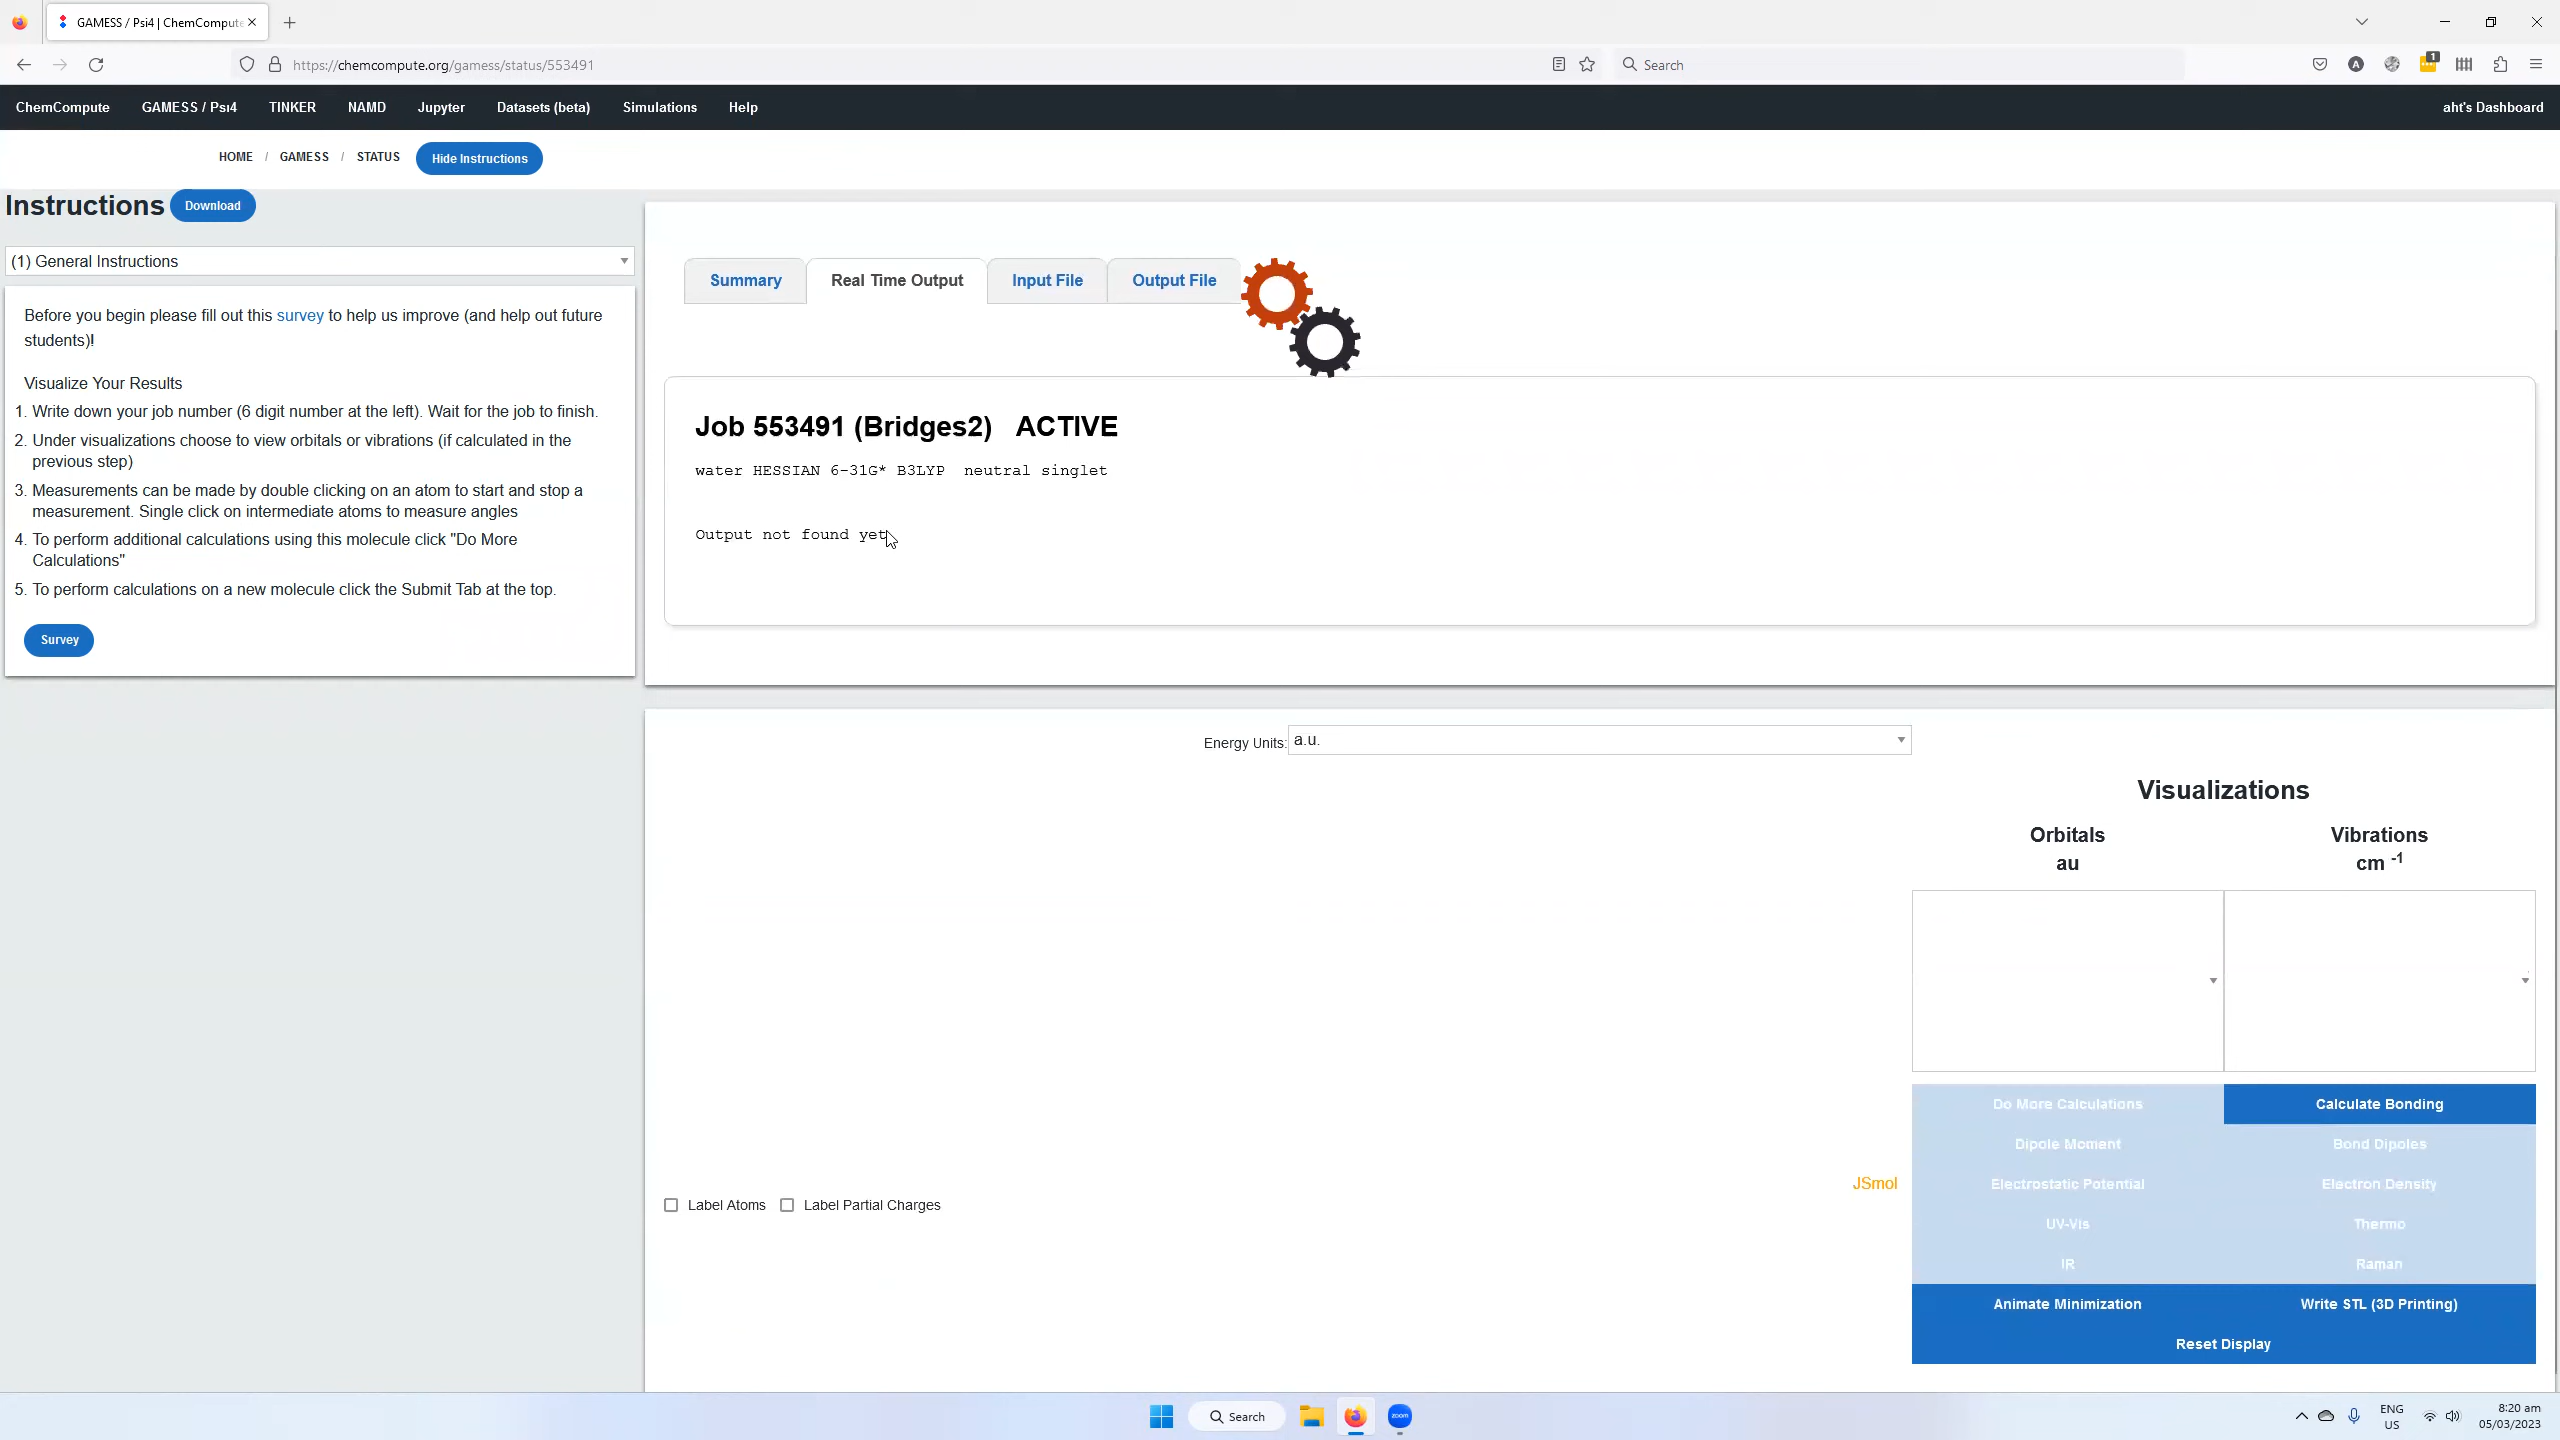 GAMESS / Psi4 | ChemCompute
https://chemcompute.org/gamess/status/553491
Search
1
ChemCompute
GAMESS / Psi4
TINKER
NAMD
Jupyter
Datasets (beta)
Simulations
Help
aht's Dashboard
HOME / GAMESS / STATUS
Hide Instructions
Instructions
Download
(1) General Instructions
Before you begin please fill out this survey to help us improve (and help out future
students)!
Visualize Your Results
1. Write down your job number (6 digit number at the left). Wait for the job to finish.
2. Under visualizations choose to view orbitals or vibrations (if calculated in the
previous step)
3. Measurements can be made by double clicking on an atom to start and stop a
measurement. Single click on intermediate atoms to measure angles
4. To perform additional calculations using this molecule click "Do More
Calculations"
5. To perform calculations on a new molecule click the Submit Tab at the top.
Survey
Summary
Real Time Output
Input File
Output File
Job 553491 (Bridges2) ACTIVE
water HESSIAN 6-31G* B3LYP neutral singlet
Output not found yet
Energy Units:
a.u.
JSmol
Label Atoms
Label Partial Charges
Visualizations
Orbitals
au
Vibrations
cm -1
Do More Calculations
Calculate Bonding
Dipole Moment
Bond Dipoles
Electrostatic Potential
Electron Density
UV-Vis
Thermo
IR
Raman
Animate Minimization
Write STL (3D Printing)
Reset Display
Search
zoom
ENG
US
8:20 am
05/03/2023